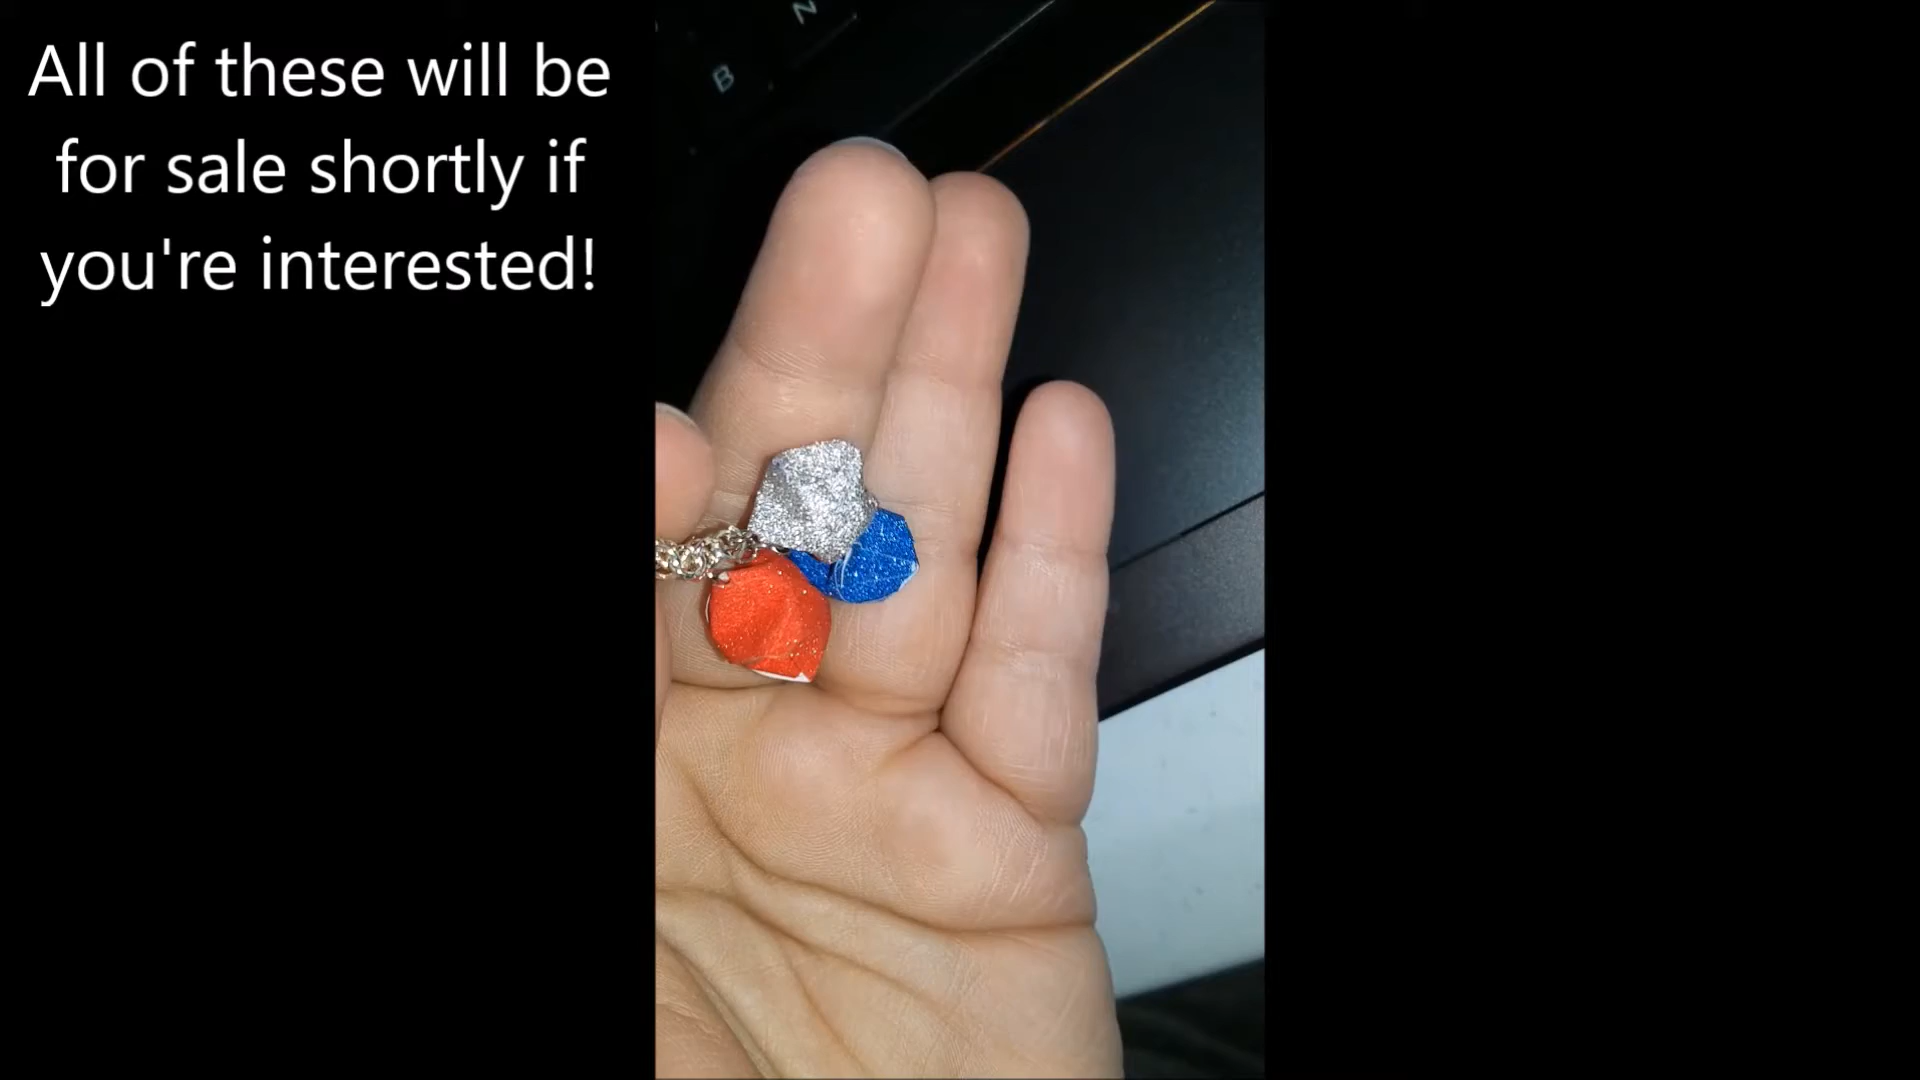 All of these will be
for sale shortly if
you're interested!
N
B